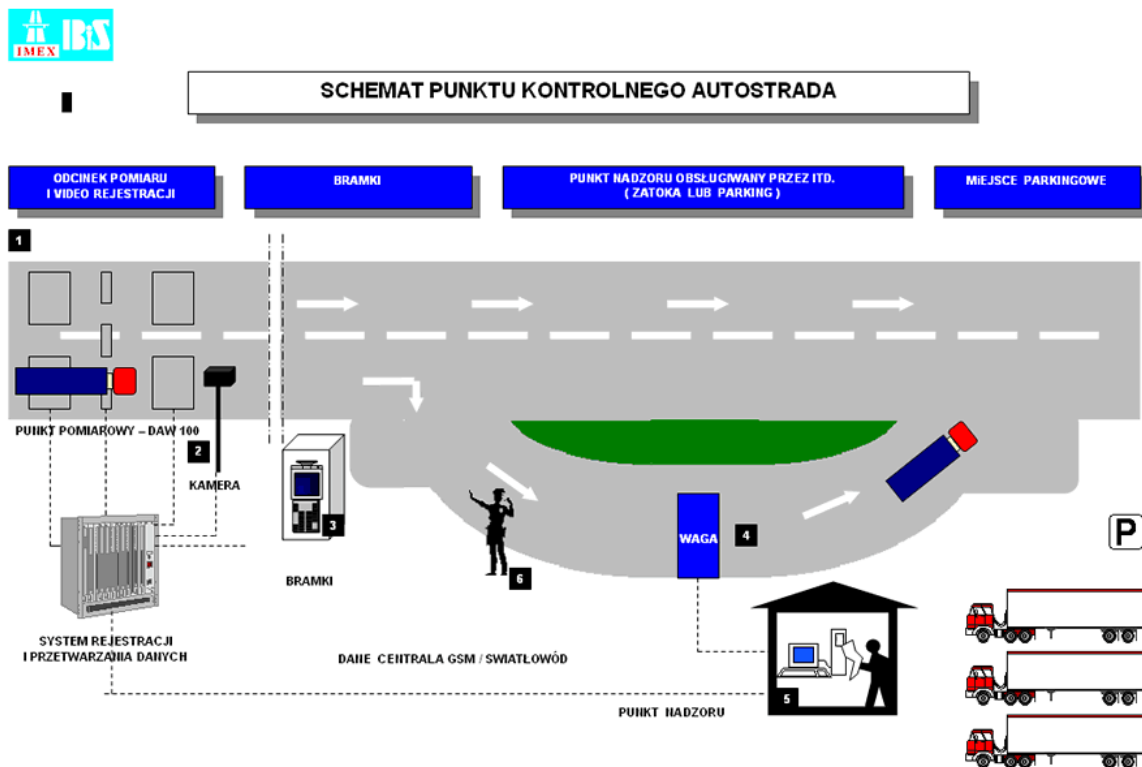 IMEX IBiS
SCHEMAT PUNKTU KONTROLNEGO AUTOSTRADA
ODCINEK POMIARU
I VIDEO REJESTRACJI
BRAMKI
PUNKT NADZORU OBSŁUGIWANY PRZEZ ITD.
( ZATOKA LUB PARKING )
MiEJSCE PARKINGOWE
1
PUNKT POMIAROWY – DAW 100
2
KAMERA
3
BRAMKI
6
WAGA
4
P
SYSTEM REJESTRACJI
I PRZETWARZANIA DANYCH
DANE CENTRALA GSM / SWIATŁOWÓD
5
PUNKT NADZORU